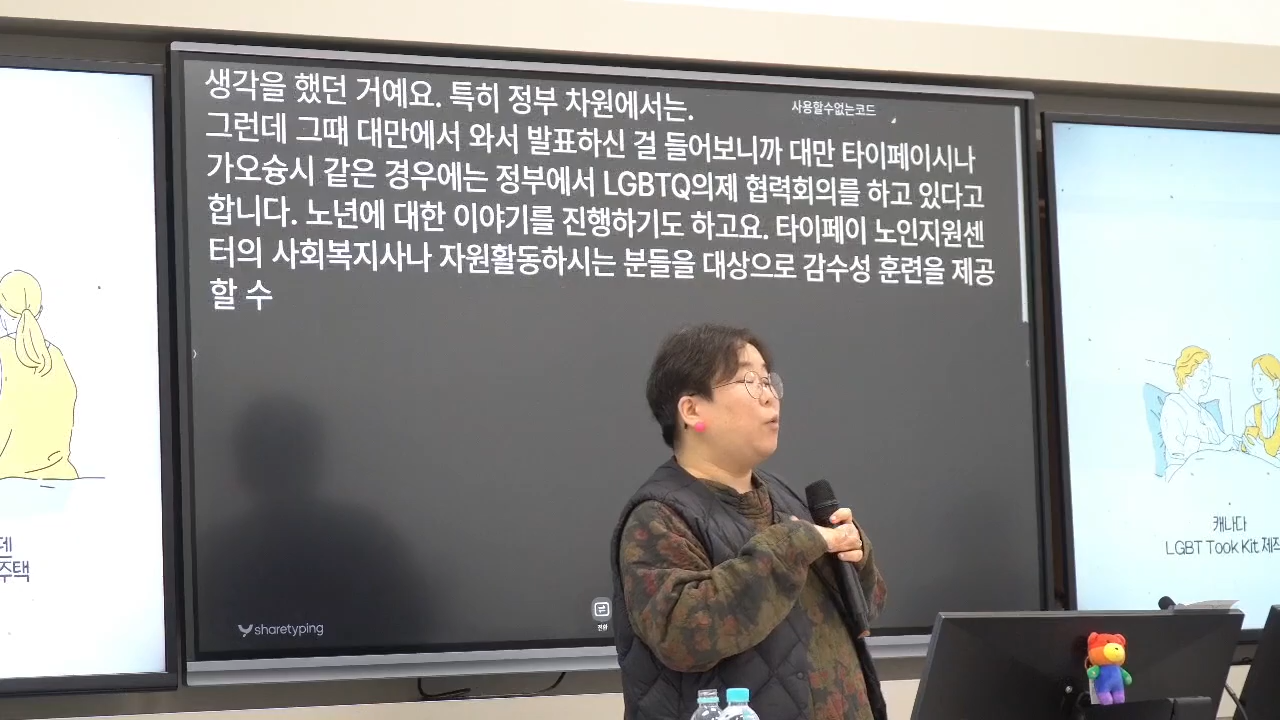 생각을 했던 거예요. 특히 정부 차원에서는.
사용할수없는코드
그런데 그때 대만에서 와서 발표하신 걸 들어보니까 대만 타이페이시나
가오슝시 같은 경우에는 정부에서 LGBTQ의제 협력회의를 하고 있다고
합니다. 노년에 대한 이야기를 진행하기도 하고요. 타이페이 노인지원센
터의 사회복지사나 자원활동하시는 분들을 대상으로 감수성 훈련을 제공
할 수
전환
sharetyping
데
주택
캐나다
LGBT Took Kit 제작